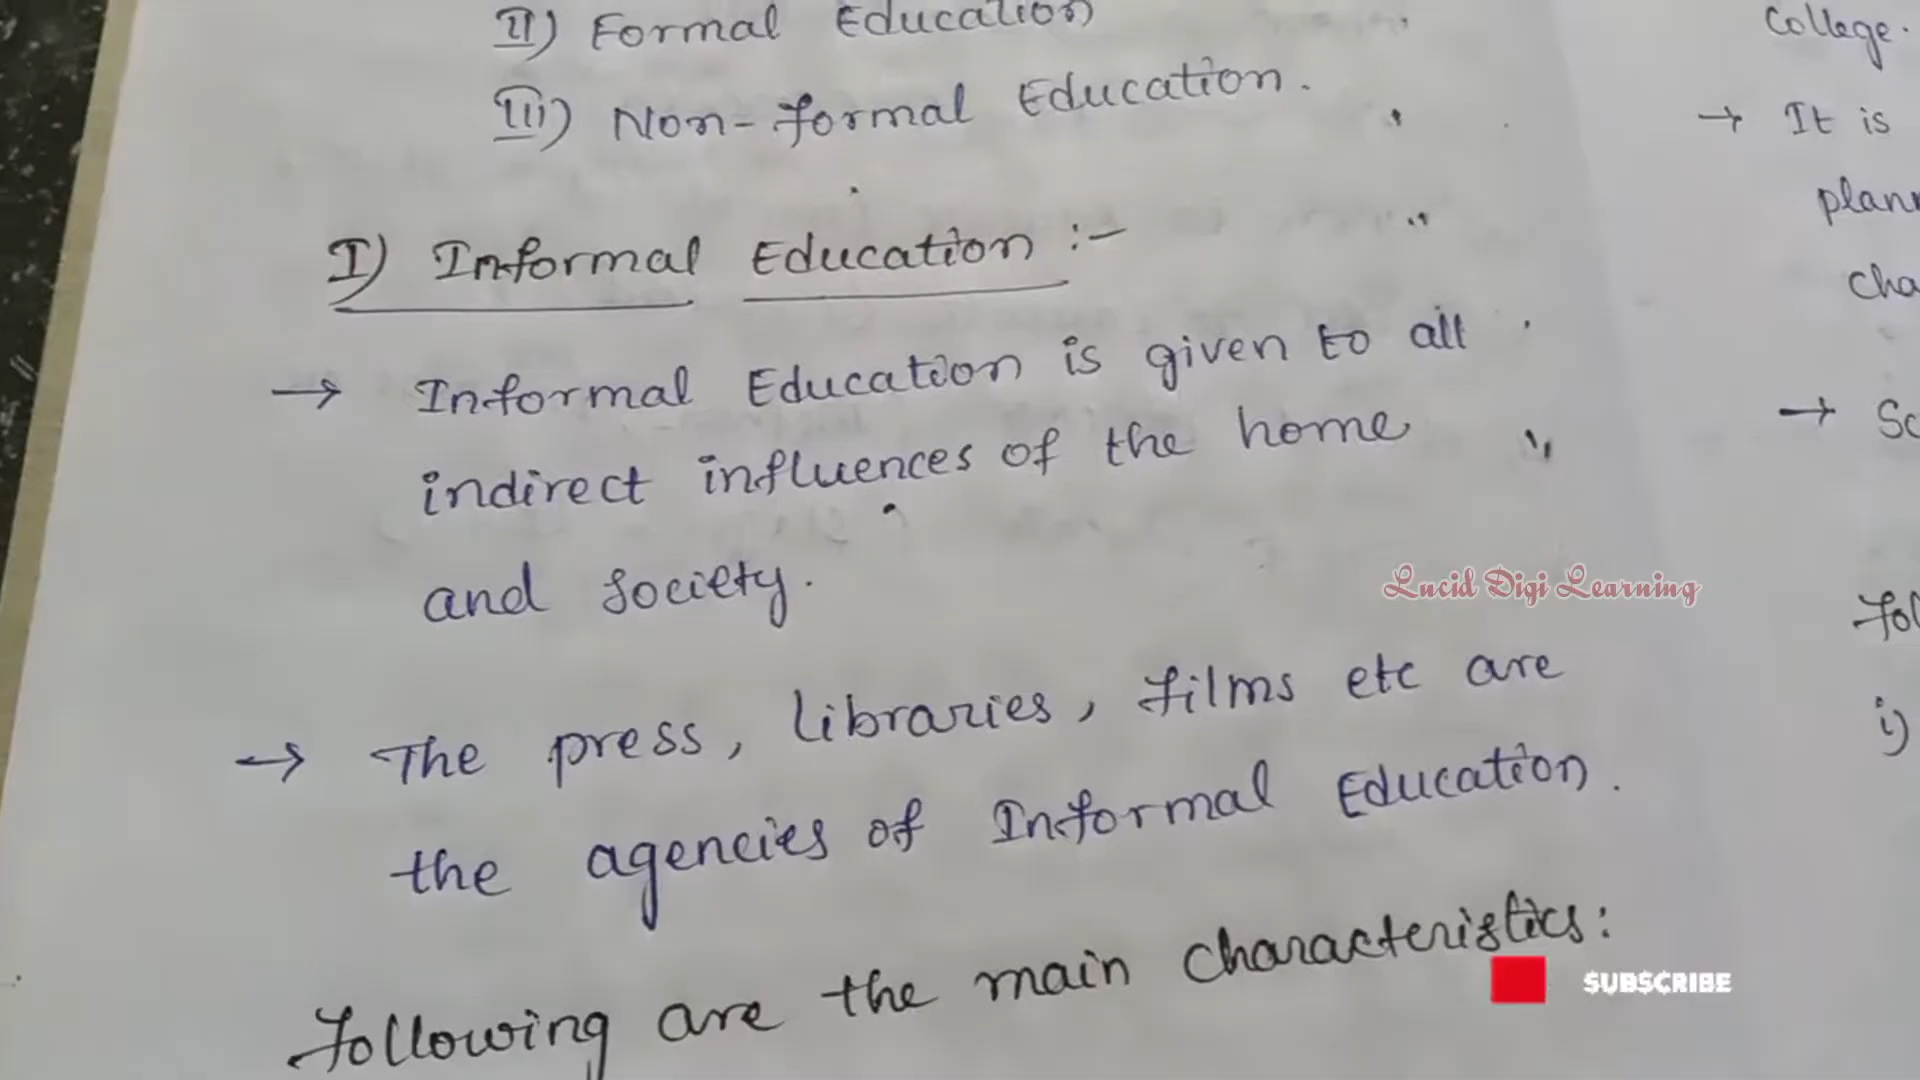 II) Formal Education
III) Non-formal Education.
I) Informal Education :-
→ Informal Education is given to all
indirect influences of the home
and society.
→ The press, libraries, films etc are
the agencies of Informal Education.
Following are the main characteristics:
College.
→ It is
→
i)
Lucid Digi Learning
SUBSCRIBE